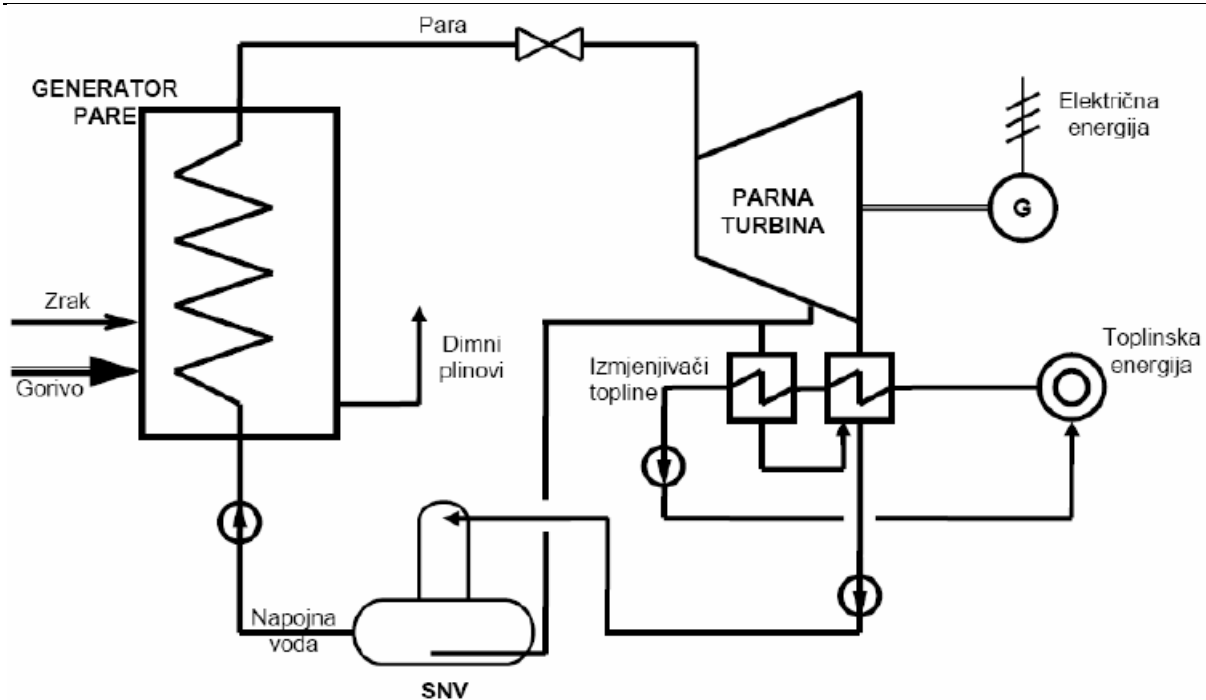 Para
GENERATOR
PARE
Električna
energija
PARNA
TURBINA
G
Zrak
Gorivo
Dimni
plinovi
Izmjenjivači
topline
Toplinska
energija
Napojna
voda
SNV